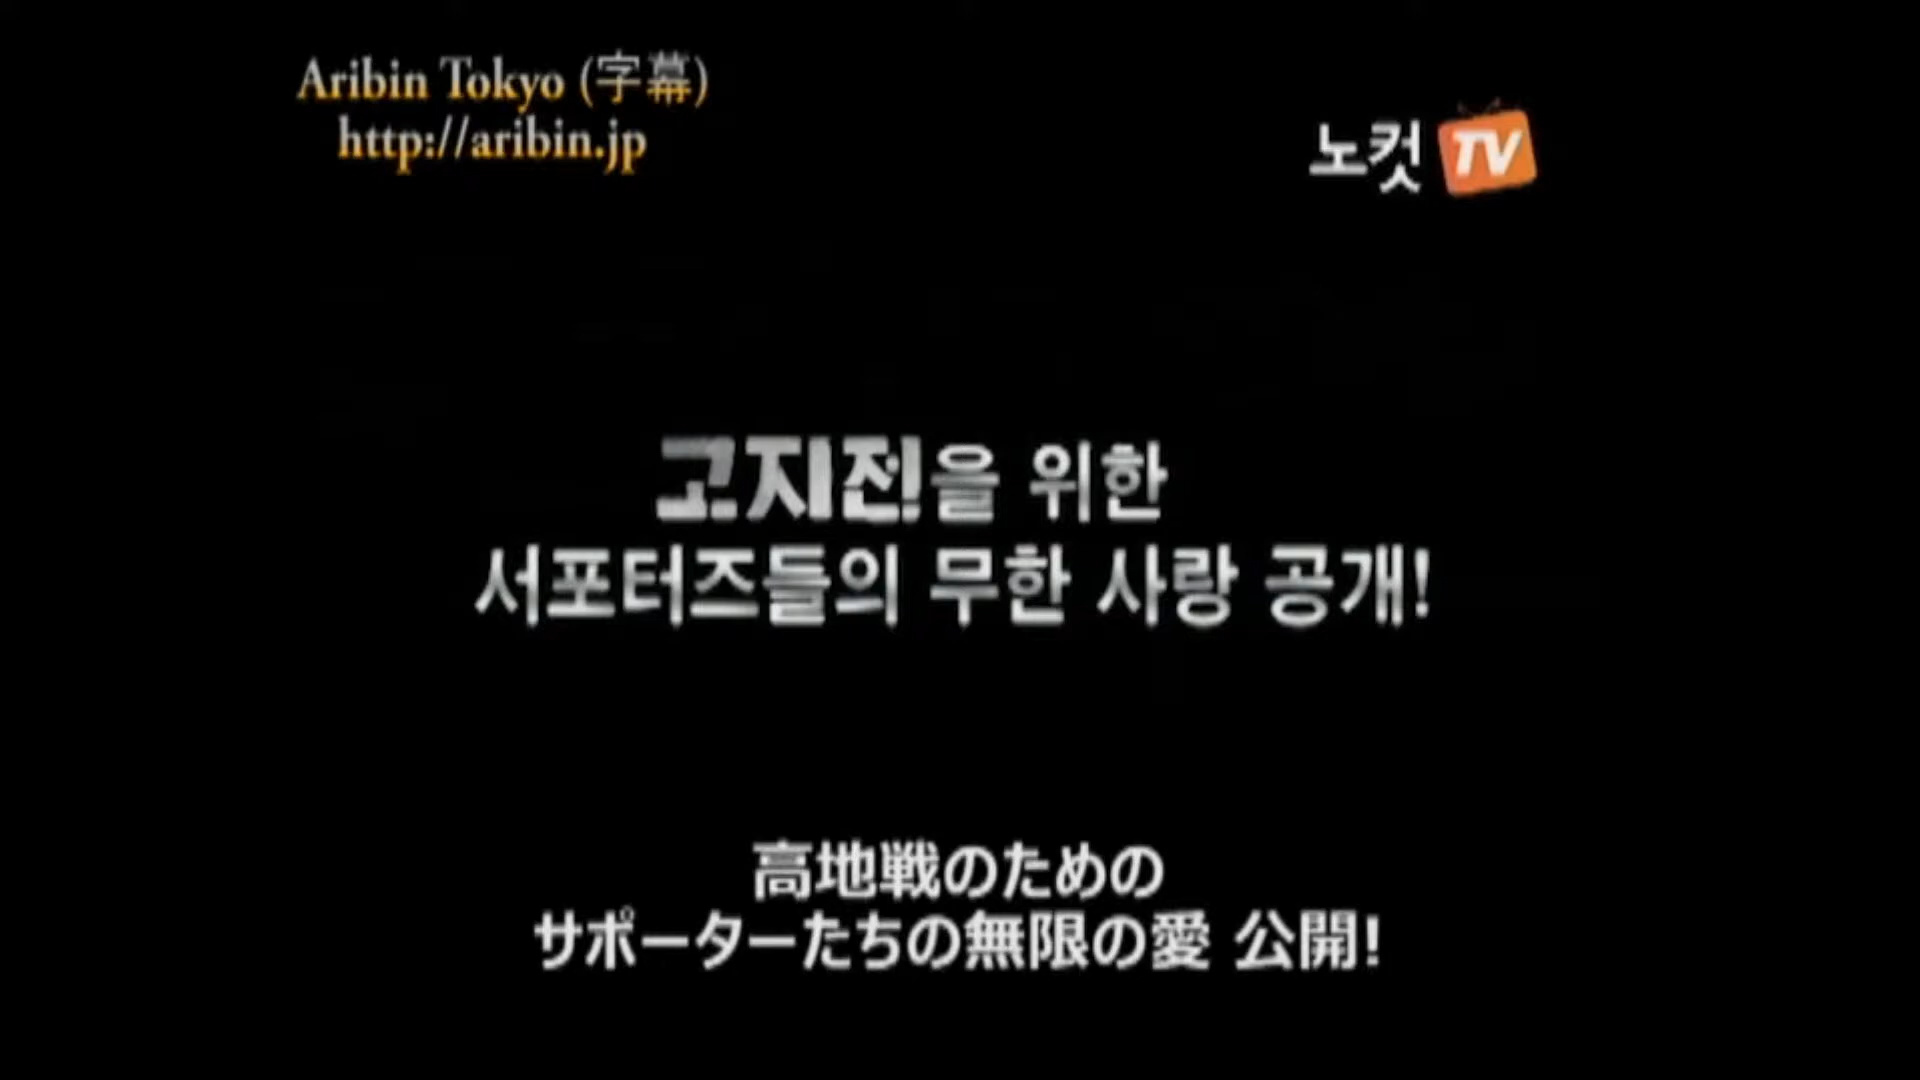 Aribin Tokyo (字幕)
http://aribin.jp
노컷 TV
고지전을 위한
서포터즈들의 무한 사랑 공개!
高地戦のための
サポーターたちの無限の愛 公開!